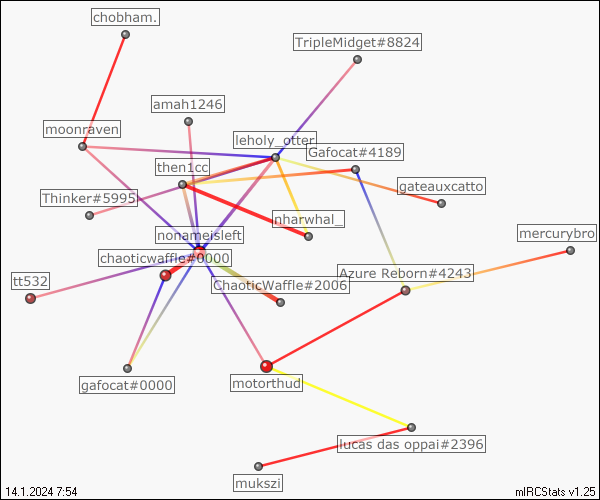 chobham.
TripleMidget#8824
amah1246
moonraven
leholy_otter
Gafocat#4189
then1cc
Thinker#5995
gateauxcatto
nharwhal_
nonameisleft
mercurybro
chaoticwaffle#0000
tt532
ChaoticWaffle#2006
Azure Reborn#4243
gafocat#0000
motorthud
lucas das oppai#2396
mukszi
14.1.2024 7:54
mIRCStats v1.25